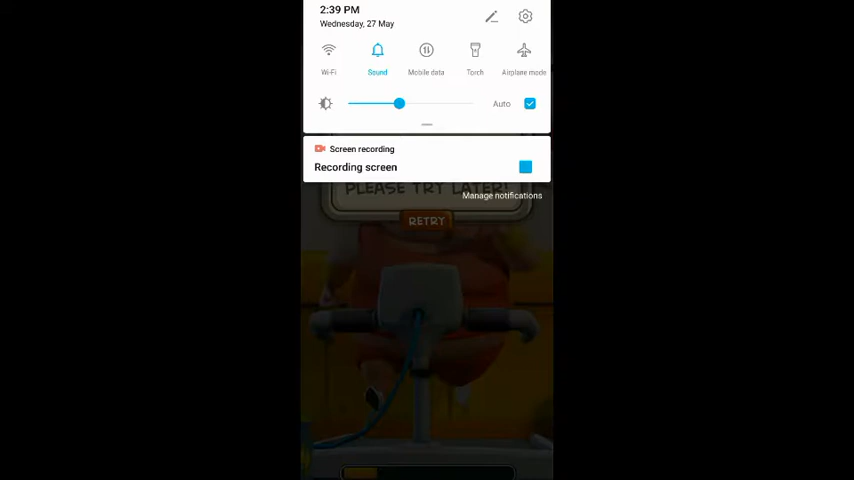 2:39 PM
Wednesday, 27 May
Wi-Fi
Sound
Mobile data
Torch
Airplane mode
Auto
Screen recording
Recording screen
PLEASE TRY LATER!
Manage notifications
RETRY